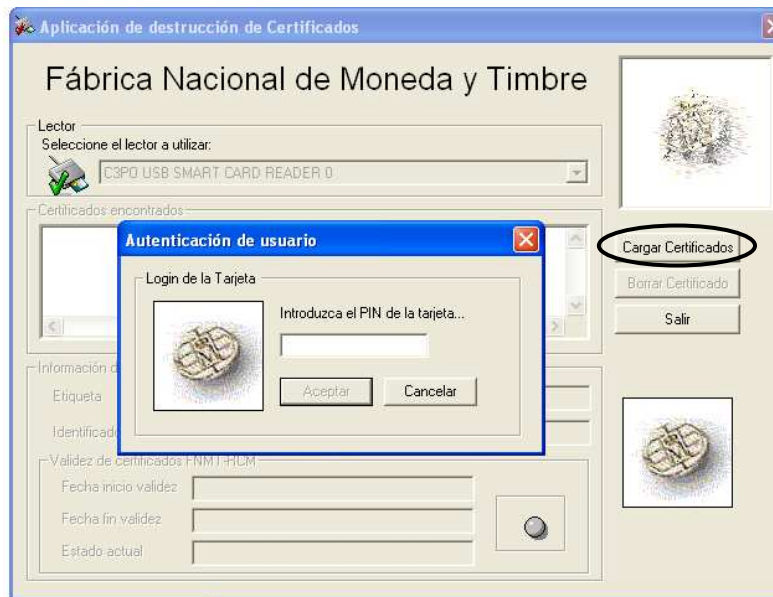 Aplicación de destrucción de Certificados
Fábrica Nacional de Moneda y Timbre
Lector
Seleccione el lector a utilizar:
C3PO USB SMART CARD READER 0
Certificados encontrados
Autenticación de usuario
Login de la Tarjeta
Introduzca el PIN de la tarjeta...
Aceptar
Cancelar
Cargar Certificados
Borrar Certificado
Salir
Información d
Etiqueta
Identificado
Validez de certificados FNMT-RCM
Fecha inicio validez
Fecha fin validez
Estado actual